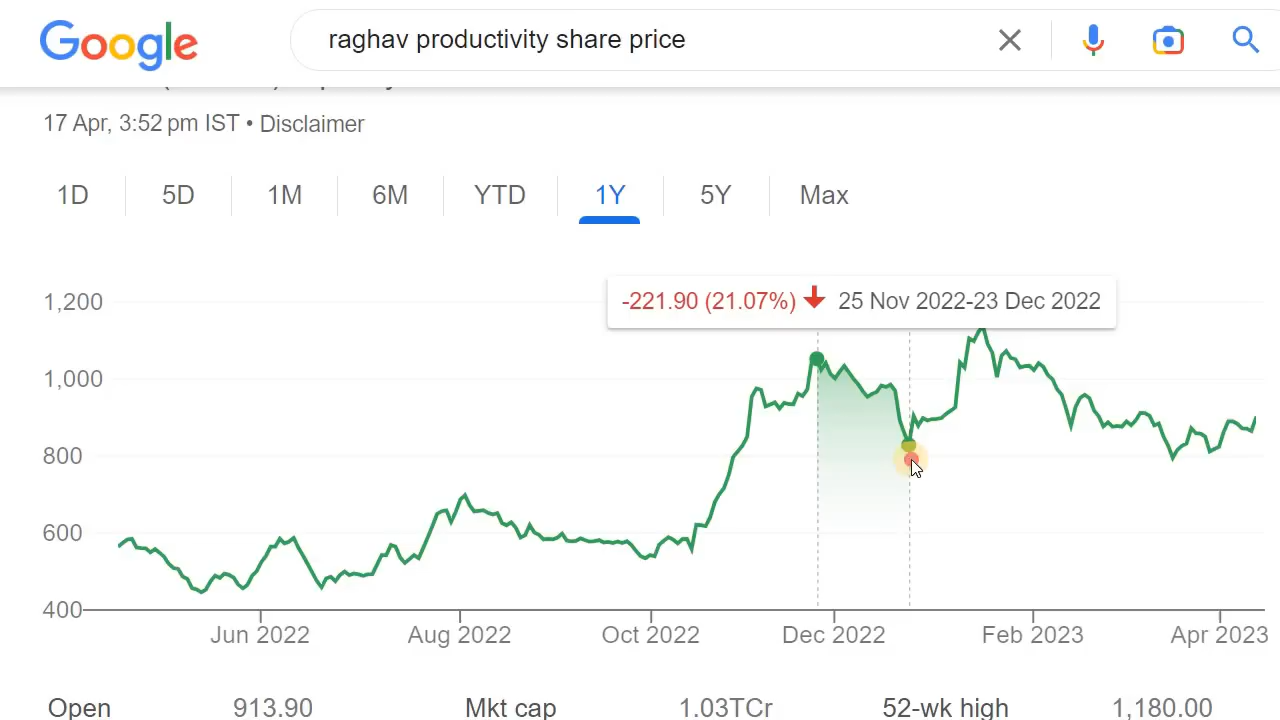 Google
raghav productivity share price
17 Apr, 3:52 pm IST • Disclaimer
1D 5D 1M 6M YTD 1Y 5Y Max
-221.90 (21.07%) 25 Nov 2022-23 Dec 2022
1,200
1,000
800
600
400
Jun 2022 Aug 2022 Oct 2022 Dec 2022 Feb 2023 Apr 2023
Open 913.90 Mkt cap 1.03TCr 52-wk high 1,180.00